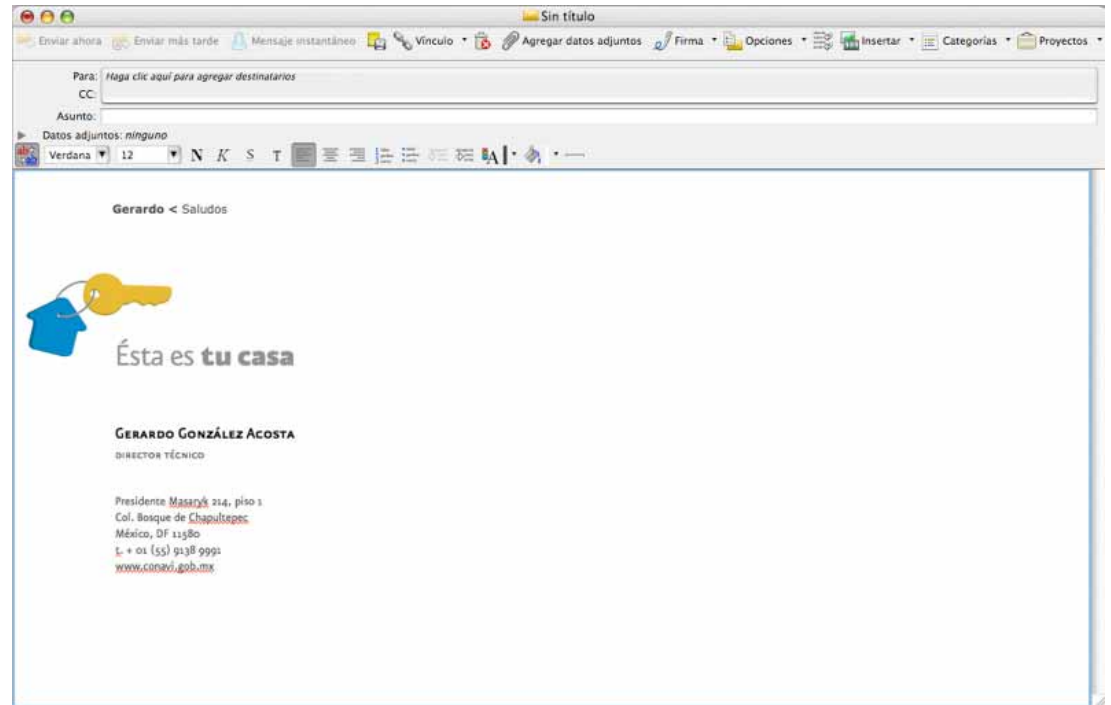 Sin título
Enviar ahora Enviar más tarde Mensaje instantáneo Vínculo Agregar datos adjuntos Firma Opciones Insertar Categorías Proyectos
Para: Haga clic aquí para agregar destinatarios
CC:
Asunto:
Datos adjuntos: ninguno
Verdana 12 N K S T
Gerardo < Saludos
Ésta es tu casa
Gerardo González Acosta
DIRECTOR TÉCNICO
Presidente Masaryk 214, piso 1
Col. Bosque de Chapultepec
México, DF 11580
t. + 01 (55) 9138 9991
www.conavi.gob.mx